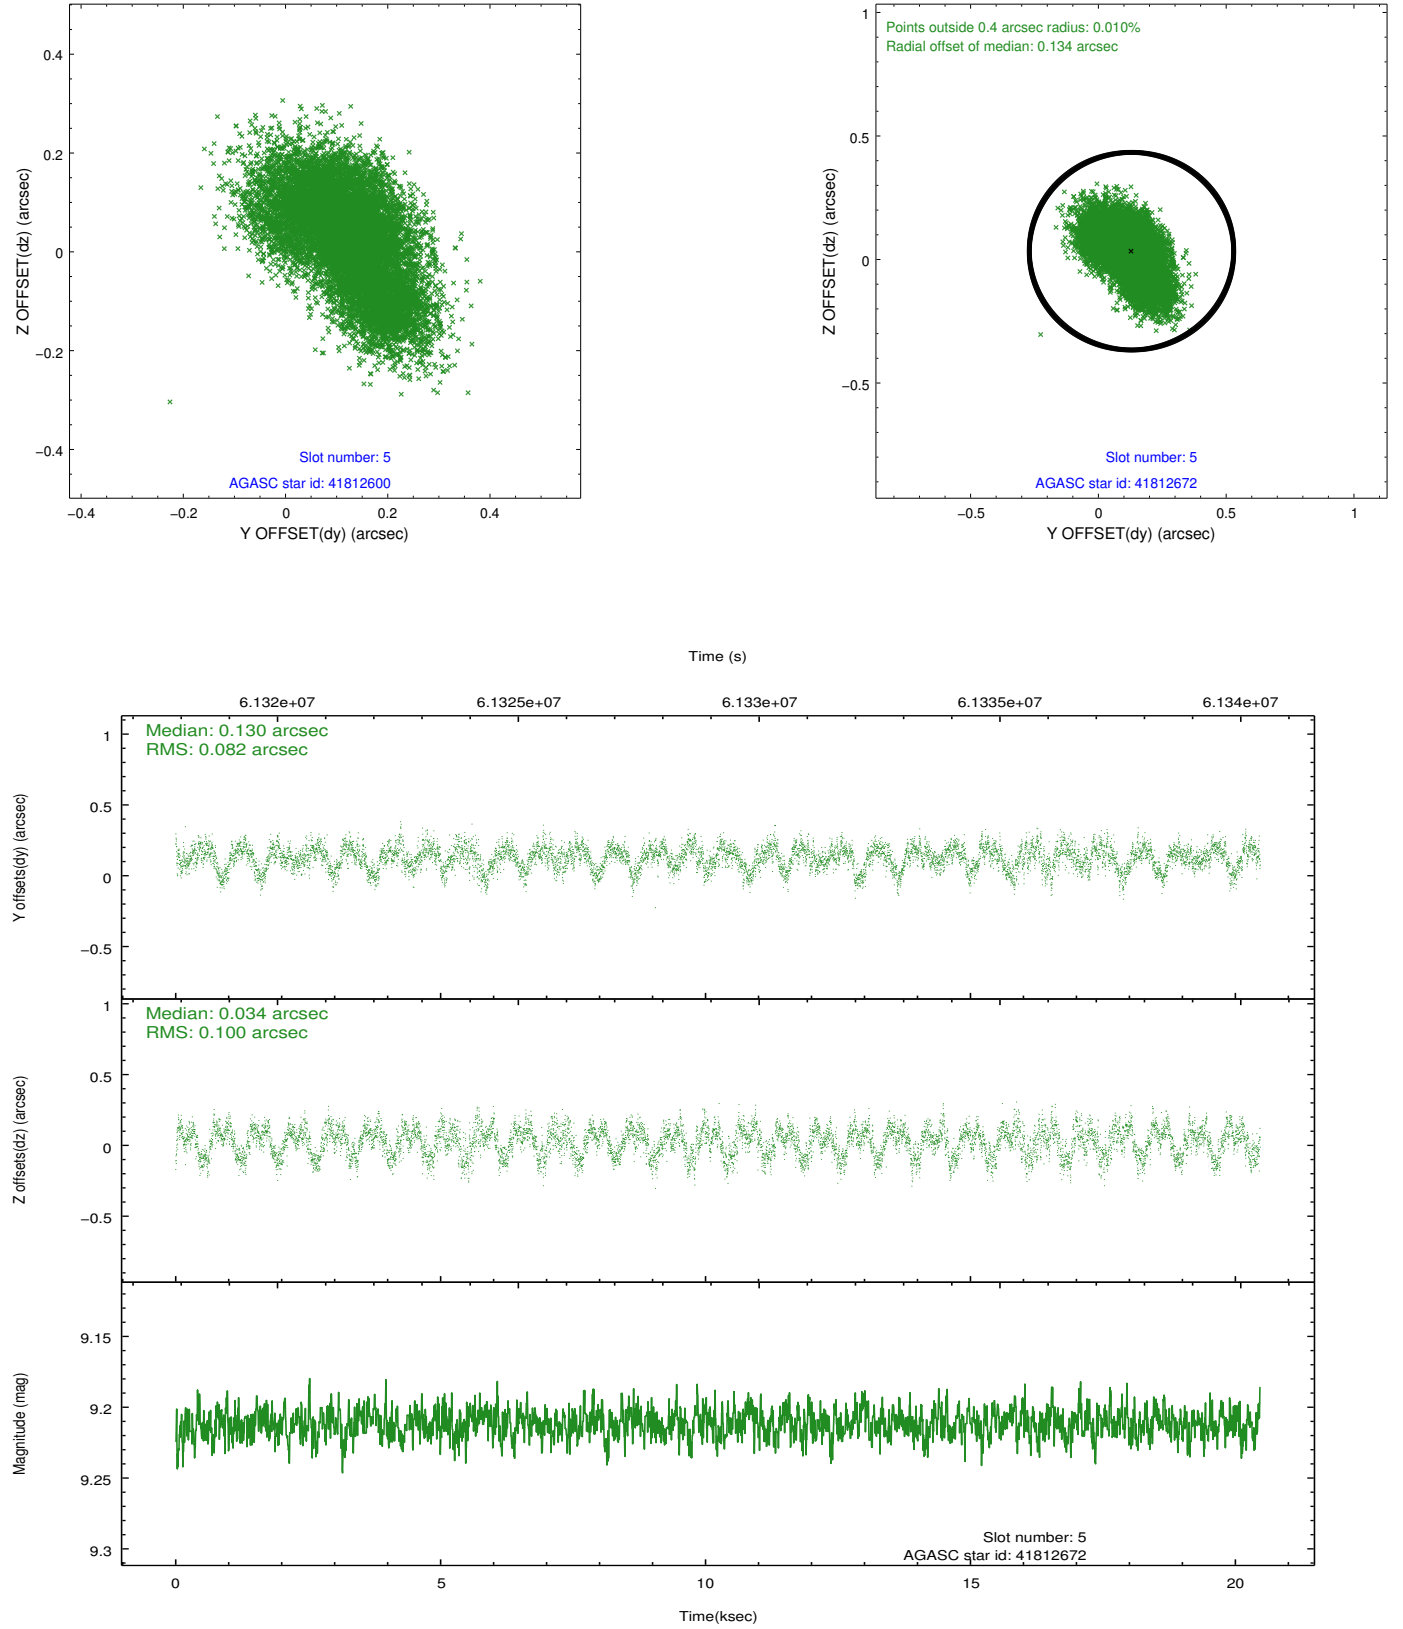 0.4
0.2
0
−0.2
−0.4
Z OFFSET(dz) (arcsec)
Slot number: 5
AGASC star id: 41812600
−0.4
−0.2
0
0.2
0.4
Y OFFSET(dy) (arcsec)
1
0.5
0
−0.5
Z OFFSET(dz) (arcsec)
Points outside 0.4 arcsec radius: 0.010%
Radial offset of median: 0.134 arcsec
Slot number: 5
AGASC star id: 41812672
−0.5
0
0.5
1
Y OFFSET(dy) (arcsec)
Time (s)
6.132e+07
6.1325e+07
6.133e+07
6.1335e+07
6.134e+07
Median: 0.130 arcsec
RMS: 0.082 arcsec
1
0.5
0
−0.5
Y offsets(dy) (arcsec)
Median: 0.034 arcsec
RMS: 0.100 arcsec
1
0.5
0
−0.5
Z offsets(dz) (arcsec)
9.15
9.2
9.25
9.3
Magnitude (mag)
Slot number: 5
AGASC star id: 41812672
0
5
10
15
20
Time(ksec)